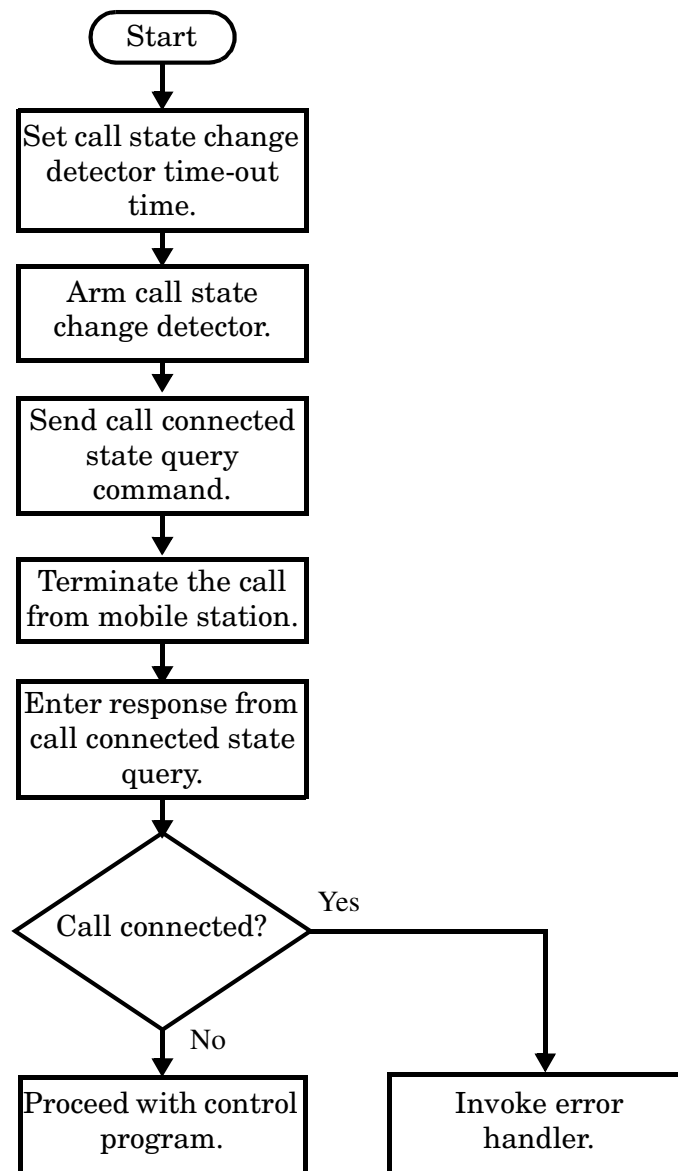 Start
Set call state change
detector time-out
time.
Arm call state
change detector.
Send call connected
state query
command.
Terminate the call
from mobile station.
Enter response from
call connected state
query.
Call connected?
Yes
No
Proceed with control
program.
Invoke error
handler.